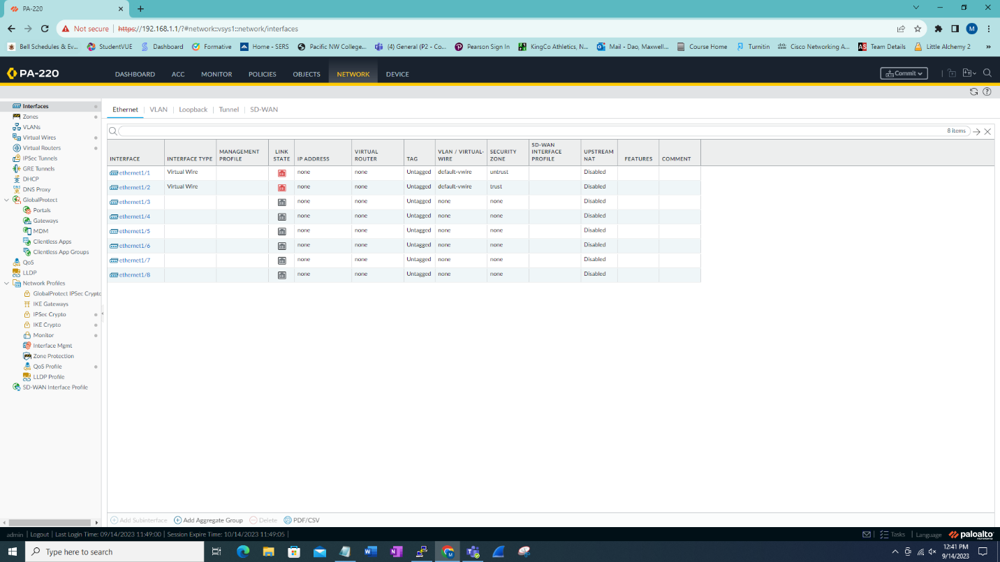 PA-220
Not secure https://192.168.1.1/?#network::vsys1::network/interfaces
M
Bell Schedules & Ev... StudentVUE Dashboard Formative Home - SERS Pacific NW College... (4) General (P2 - Co... Pearson Sign In KingCo Athletics, N... Mail - Dao, Maxwell... Course Home Turnitin Cisco Networking A... AS Team Details Little Alchemy 2 »
PA-220 DASHBOARD ACC MONITOR POLICIES OBJECTS NETWORK DEVICE Commit
Interfaces
Zones
VLANs
Virtual Wires
Virtual Routers
IPSec Tunnels
GRE Tunnels
DHCP
DNS Proxy
GlobalProtect
Portals
Gateways
MDM
Clientless Apps
Clientless App Groups
QoS
LLDP
Network Profiles
GlobalProtect IPSec Crypto
IKE Gateways
IPSec Crypto
IKE Crypto
Monitor
Interface Mgmt
Zone Protection
QoS Profile
LLDP Profile
SD-WAN Interface Profile
Ethernet VLAN Loopback Tunnel SD-WAN
8 items
INTERFACE INTERFACE TYPE MANAGEMENT PROFILE LINK STATE IP ADDRESS VIRTUAL ROUTER TAG VLAN / VIRTUAL-WIRE SECURITY ZONE SD-WAN INTERFACE PROFILE UPSTREAM NAT FEATURES COMMENT
ethernet1/1 Virtual Wire none none Untagged default-vwire untrust Disabled
ethernet1/2 Virtual Wire none none Untagged default-vwire trust Disabled
ethernet1/3 none none Untagged none none Disabled
ethernet1/4 none none Untagged none none Disabled
ethernet1/5 none none Untagged none none Disabled
ethernet1/6 none none Untagged none none Disabled
ethernet1/7 none none Untagged none none Disabled
ethernet1/8 none none Untagged none none Disabled
Add Subinterface Add Aggregate Group Delete PDF/CSV
admin | Logout | Last Login Time: 09/14/2023 11:49:00 | Session Expire Time: 10/14/2023 11:49:05 |
Tasks | Language paloalto NETWORKS
Type here to search
12:41 PM
9/14/2023